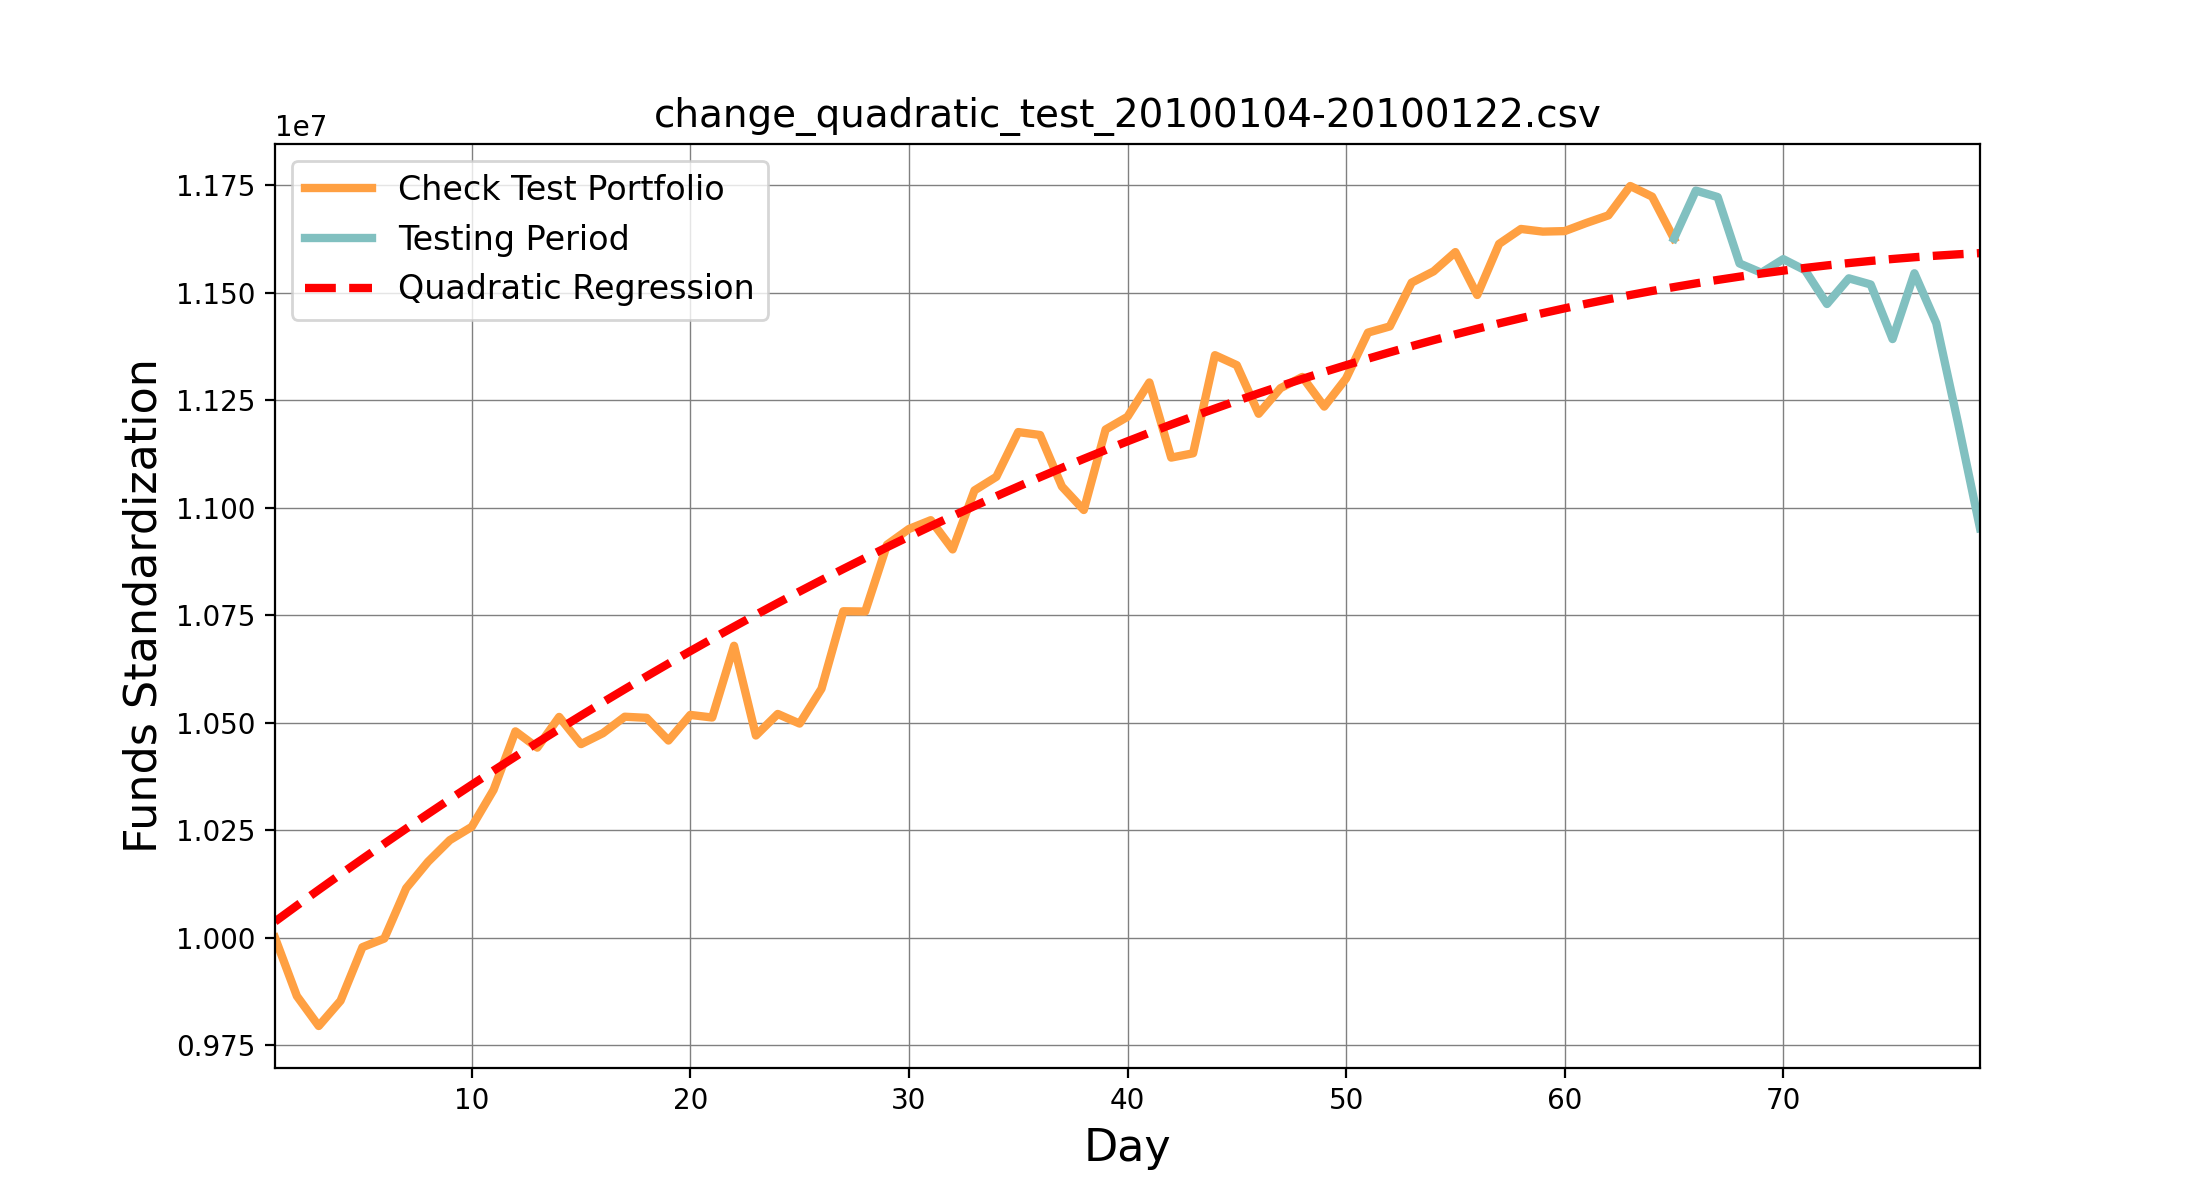 change_quadratic_test_20100104-20100122.csv
1e7
Check Test Portfolio
Testing Period
Quadratic Regression
Funds Standardization
1.175
1.150
1.125
1.100
1.075
1.050
1.025
1.000
0.975
10 20 30 40 50 60 70
Day